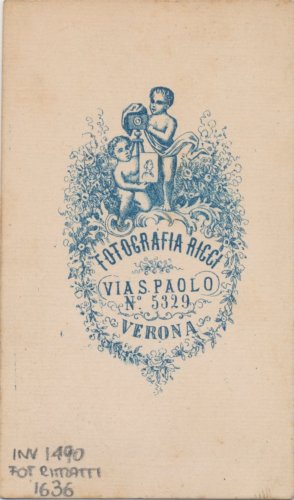 FOTOGRAFIA RICCI
VIA S. PAOLO
N.º 5329
VERONA
INV 1490
FOT RITRATTI
1636